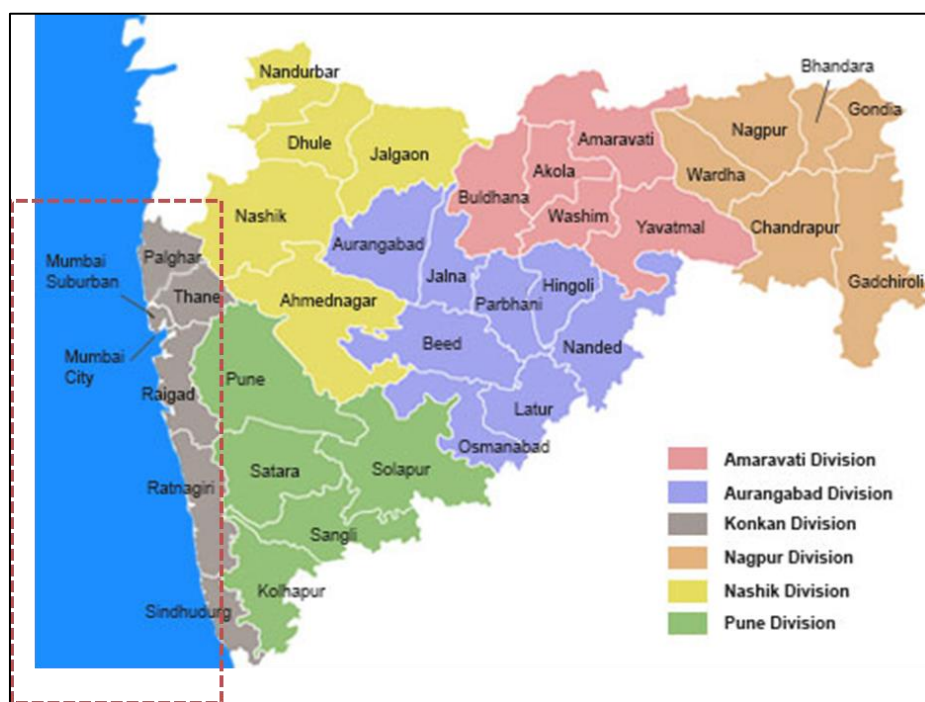 Nandurbar
Bhandara
Gondia
Dhule
Jalgaon
Amaravati
Nagpur
Akola
Wardha
Buldhana
Nashik
Washim
Yavatmal
Chandrapur
Aurangabad
Palghar
Mumbai
Suburban
Jalna
Hingoli
Gadchiroli
Thane
Ahmednagar
Parbhani
Beed
Nanded
Mumbai
City
Pune
Raigad
Latur
Osmanabad
Satara
Solapur
Ratnagiri
Sangli
Kolhapur
Sindhudurg
Amaravati Division
Aurangabad Division
Konkan Division
Nagpur Division
Nashik Division
Pune Division